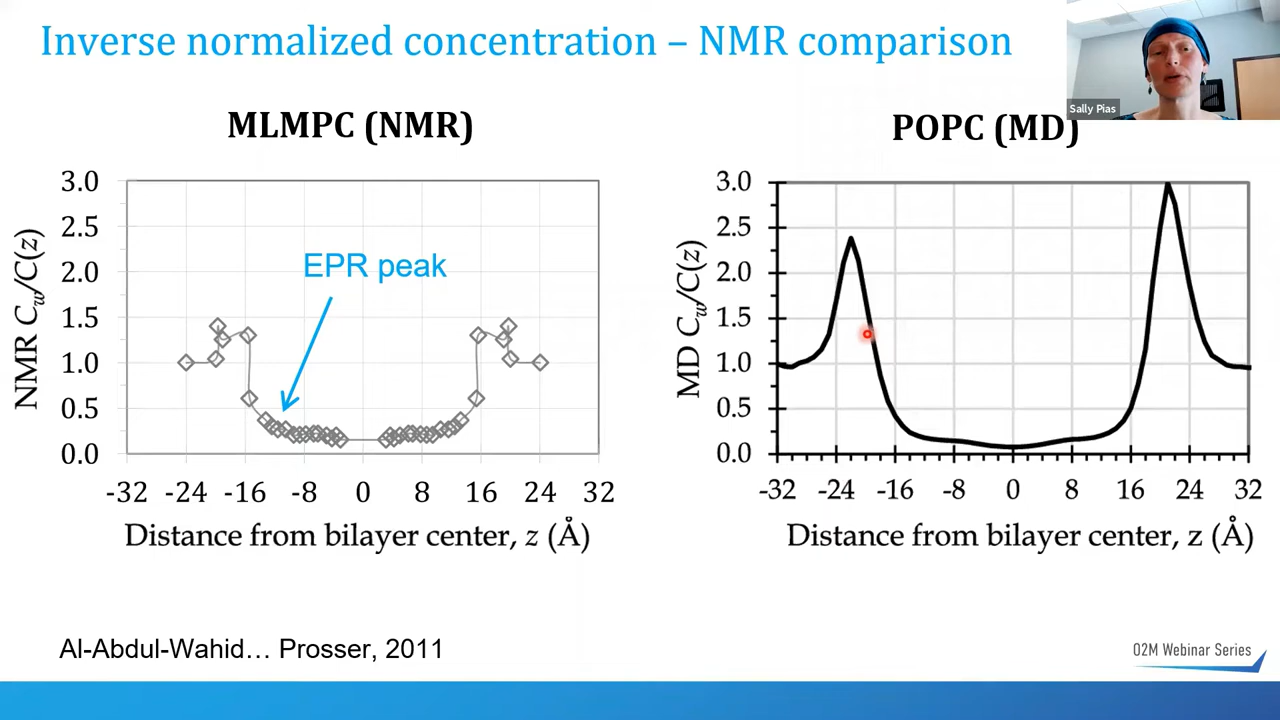 Inverse normalized concentration – NMR comparison
Sally Pias
MLMPC (NMR)
NMR Cw/C(z)
3.0
2.5
2.0
1.5
1.0
0.5
0.0
EPR peak
-32 -24 -16 -8 0 8 16 24 32
Distance from bilayer center, z (Å)
POPC (MD)
MD Cw/C(z)
3.0
2.5
2.0
1.5
1.0
0.5
0.0
-32 -24 -16 -8 0 8 16 24 32
Distance from bilayer center, z (Å)
Al-Abdul-Wahid… Prosser, 2011
O2M Webinar Series